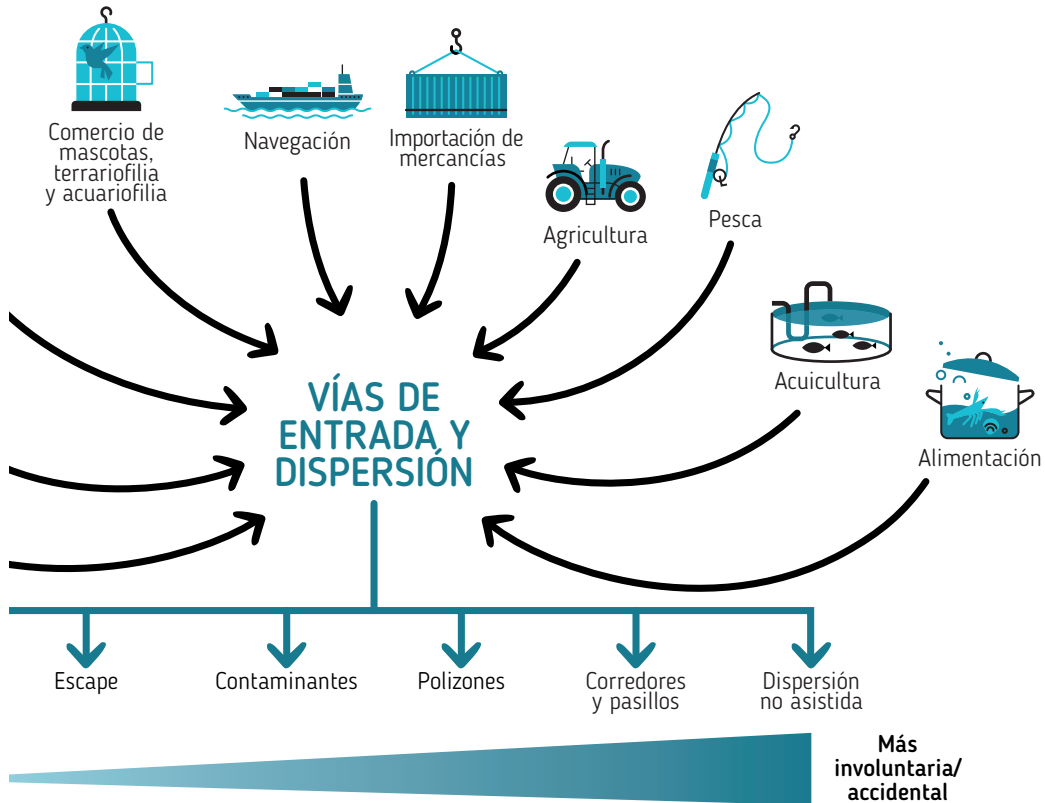 Comercio de
mascotas,
terrariofilia
y acuariofilia
Navegación
Importación de
mercancías
Agricultura
Pesca
Acuicultura
Alimentación
VÍAS DE
ENTRADA Y
DISPERSIÓN
Escape
Contaminantes
Polizones
Corredores
y pasillos
Dispersión
no asistida
Más
involuntaria/
accidental